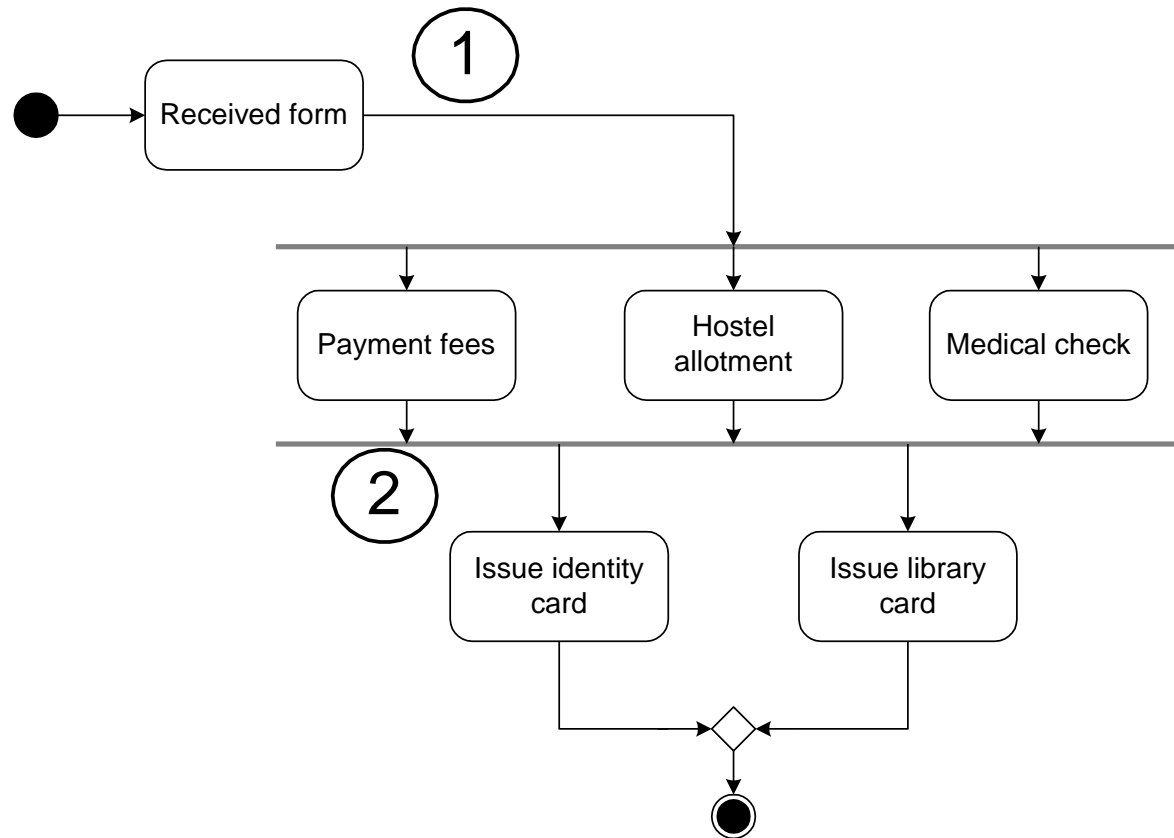 1
Received form
Payment fees
Hostel
allotment
Medical check
2
Issue identity
card
Issue library
card